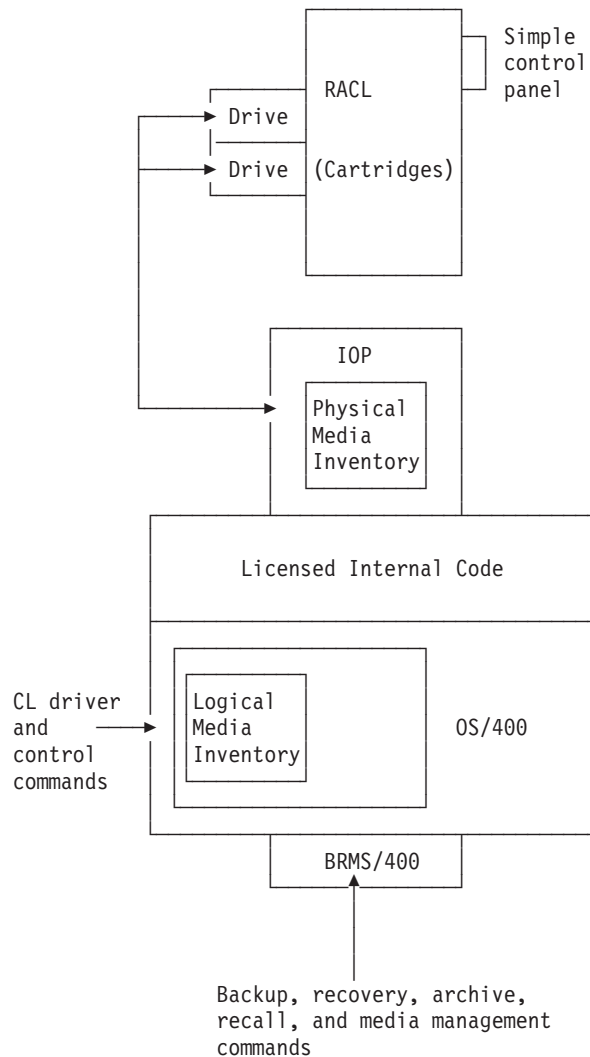 Simple
control
panel
RACL
Drive
Drive
(Cartridges)
IOP
Physical
Media
Inventory
Licensed Internal Code
CL driver
and
control
commands
Logical
Media
Inventory
OS/400
BRMS/400
Backup, recovery, archive,
recall, and media management
commands